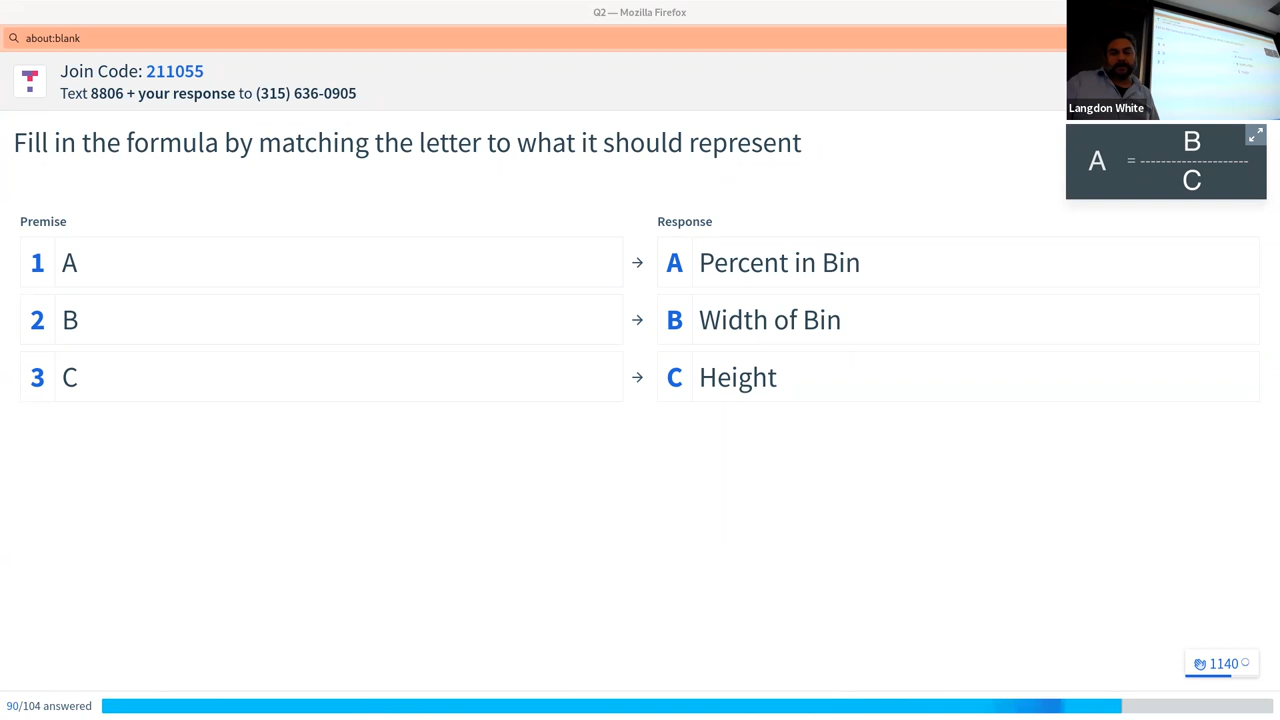 Q2 — Mozilla Firefox
about:blank
Join Code: 211055
Text 8806 + your response to (315) 636-0905
Langdon White
Fill in the formula by matching the letter to what it should represent
A = B
---------------------
C
Premise
Response
1 A → A Percent in Bin
2 B → B Width of Bin
3 C → C Height
1140
90/104 answered